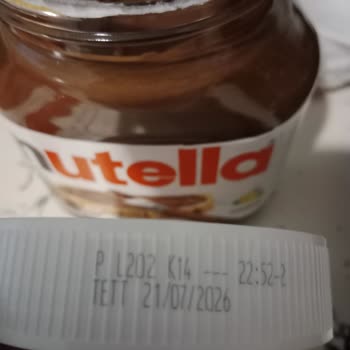 nutella
P L202 K14 --- 22:52-2
TETT 21/07/2026